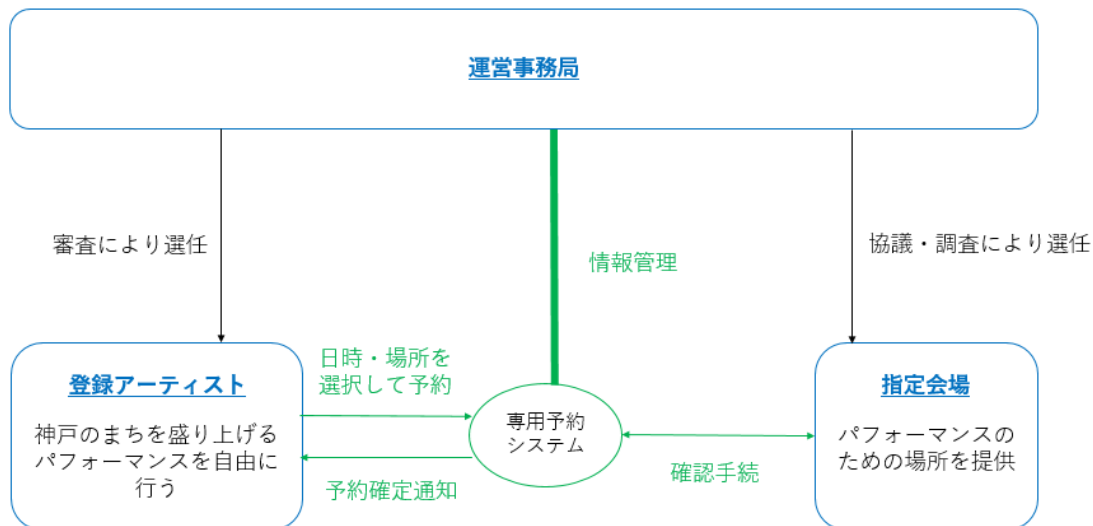 運営事務局
審査により選任
情報管理
協議・調査により選任
登録アーティスト
神戸のまちを盛り上げる
パフォーマンスを自由に
行う
日時・場所を
選択して予約
予約確定通知
専用予約
システム
確認手続
指定会場
パフォーマンスの
ための場所を提供